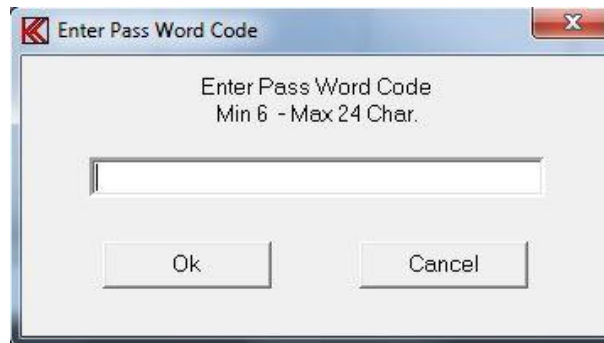 Enter Pass Word Code
Enter Pass Word Code
Min 6 - Max 24 Char.
Ok
Cancel